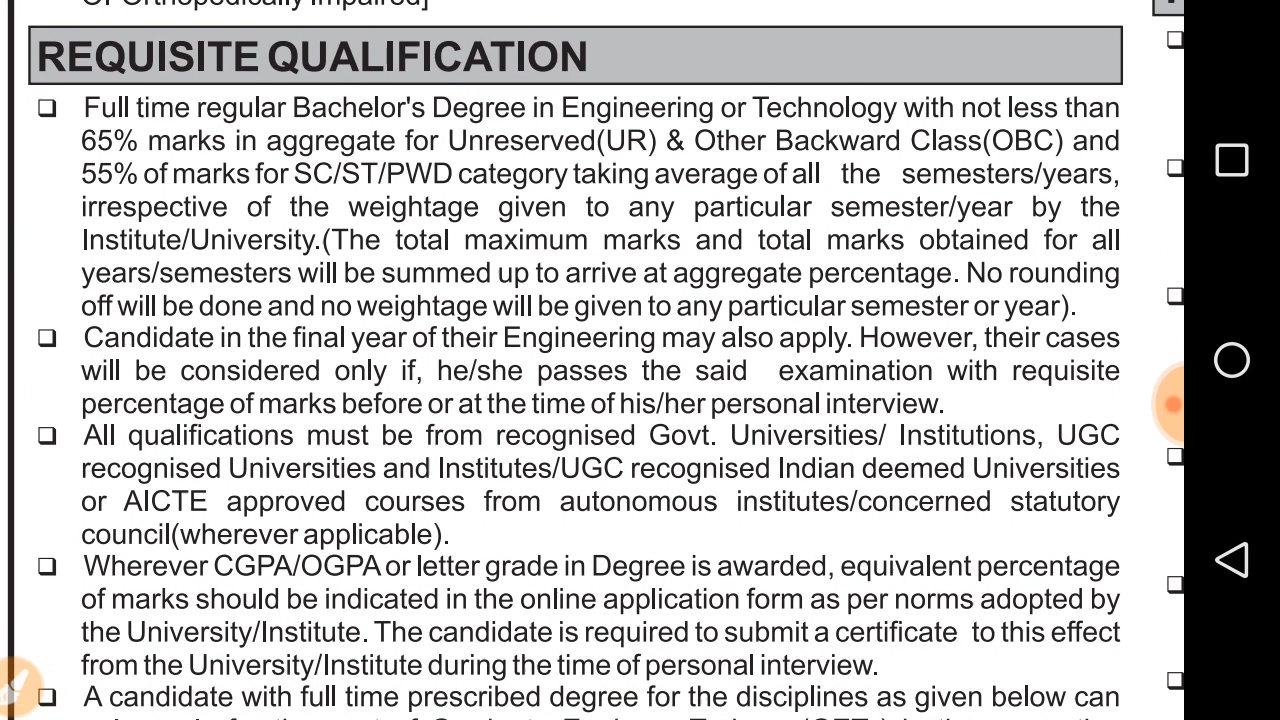 Or Orthopedically Impaired]
REQUISITE QUALIFICATION
❑ Full time regular Bachelor's Degree in Engineering or Technology with not less than
65% marks in aggregate for Unreserved(UR) & Other Backward Class(OBC) and
55% of marks for SC/ST/PWD category taking average of all the semesters/years,
irrespective of the weightage given to any particular semester/year by the
Institute/University.(The total maximum marks and total marks obtained for all
years/semesters will be summed up to arrive at aggregate percentage. No rounding
off will be done and no weightage will be given to any particular semester or year).
❑ Candidate in the final year of their Engineering may also apply. However, their cases
will be considered only if, he/she passes the said examination with requisite
percentage of marks before or at the time of his/her personal interview.
❑ All qualifications must be from recognised Govt. Universities/ Institutions, UGC
recognised Universities and Institutes/UGC recognised Indian deemed Universities
or AICTE approved courses from autonomous institutes/concerned statutory
council(wherever applicable).
❑ Wherever CGPA/OGPA or letter grade in Degree is awarded, equivalent percentage
of marks should be indicated in the online application form as per norms adopted by
the University/Institute. The candidate is required to submit a certificate to this effect
from the University/Institute during the time of personal interview.
❑ A candidate with full time prescribed degree for the disciplines as given below can